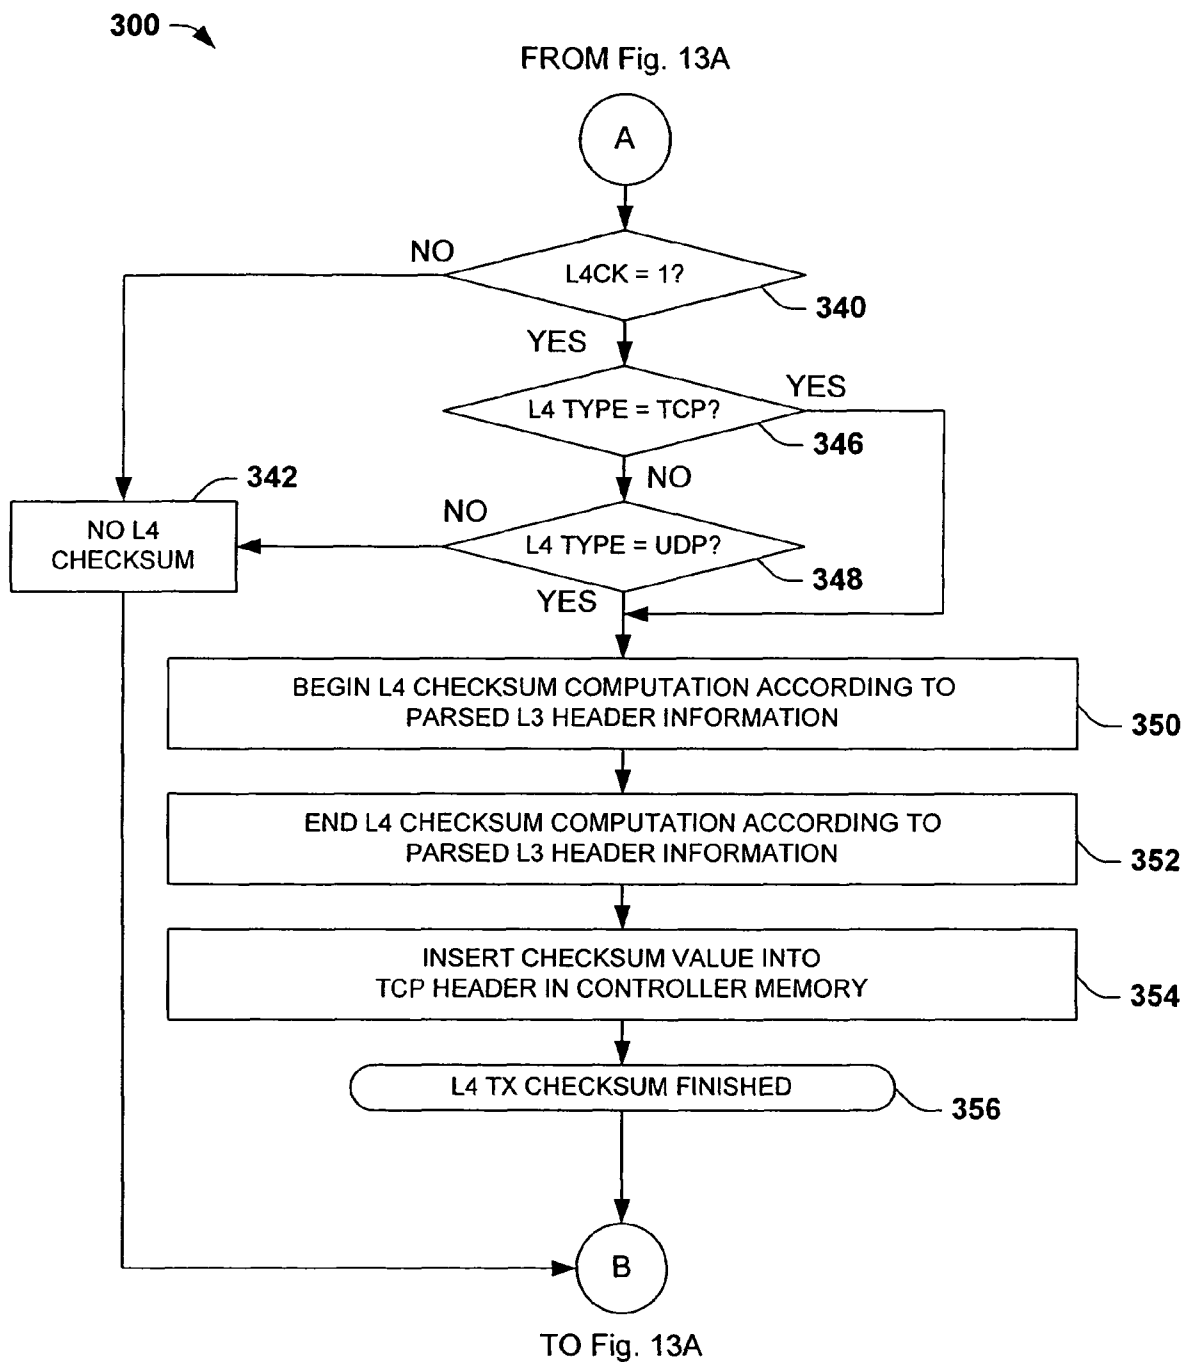 300
FROM Fig. 13A
A
NO
L4CK = 1?
340
YES
L4 TYPE = TCP?
YES
346
NO
342
NO L4
CHECKSUM
NO
L4 TYPE = UDP?
348
YES
BEGIN L4 CHECKSUM COMPUTATION ACCORDING TO
PARSED L3 HEADER INFORMATION
350
END L4 CHECKSUM COMPUTATION ACCORDING TO
PARSED L3 HEADER INFORMATION
352
INSERT CHECKSUM VALUE INTO
TCP HEADER IN CONTROLLER MEMORY
354
L4 TX CHECKSUM FINISHED
356
B
TO Fig. 13A